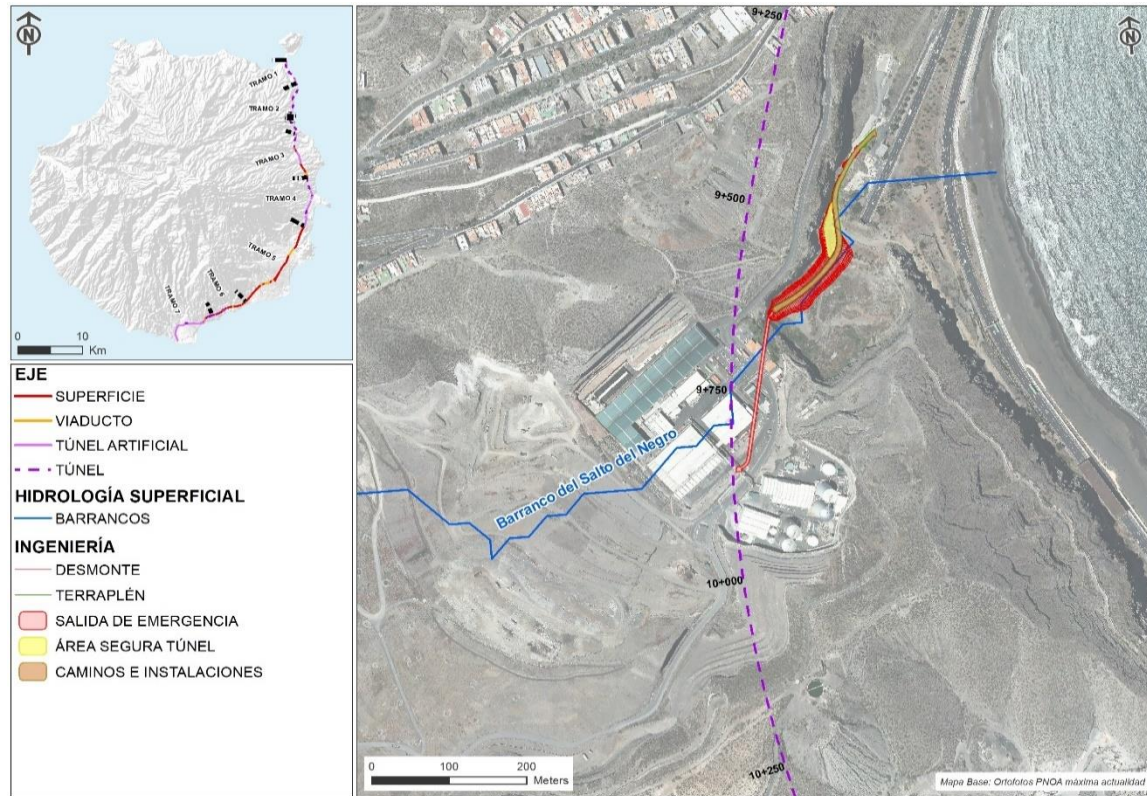 N
TRAMO 1
TRAMO 2
TRAMO 3
TRAMO 4
TRAMO 5
TRAMO 6
TRAMO 7
0 10
Km
EJE
SUPERFICIE
VIADUCTO
TÚNEL ARTIFICIAL
TÚNEL
HIDROLOGÍA SUPERFICIAL
BARRANCOS
INGENIERÍA
DESMONTE
TERRAPLÉN
SALIDA DE EMERGENCIA
ÁREA SEGURA TÚNEL
CAMINOS E INSTALACIONES
9+250
N
9+500
9+750
Barranco del Salto del Negro
10+000
10+250
0 100 200
Meters
Mapa Base: Ortofotos PNOA máxima actualidad